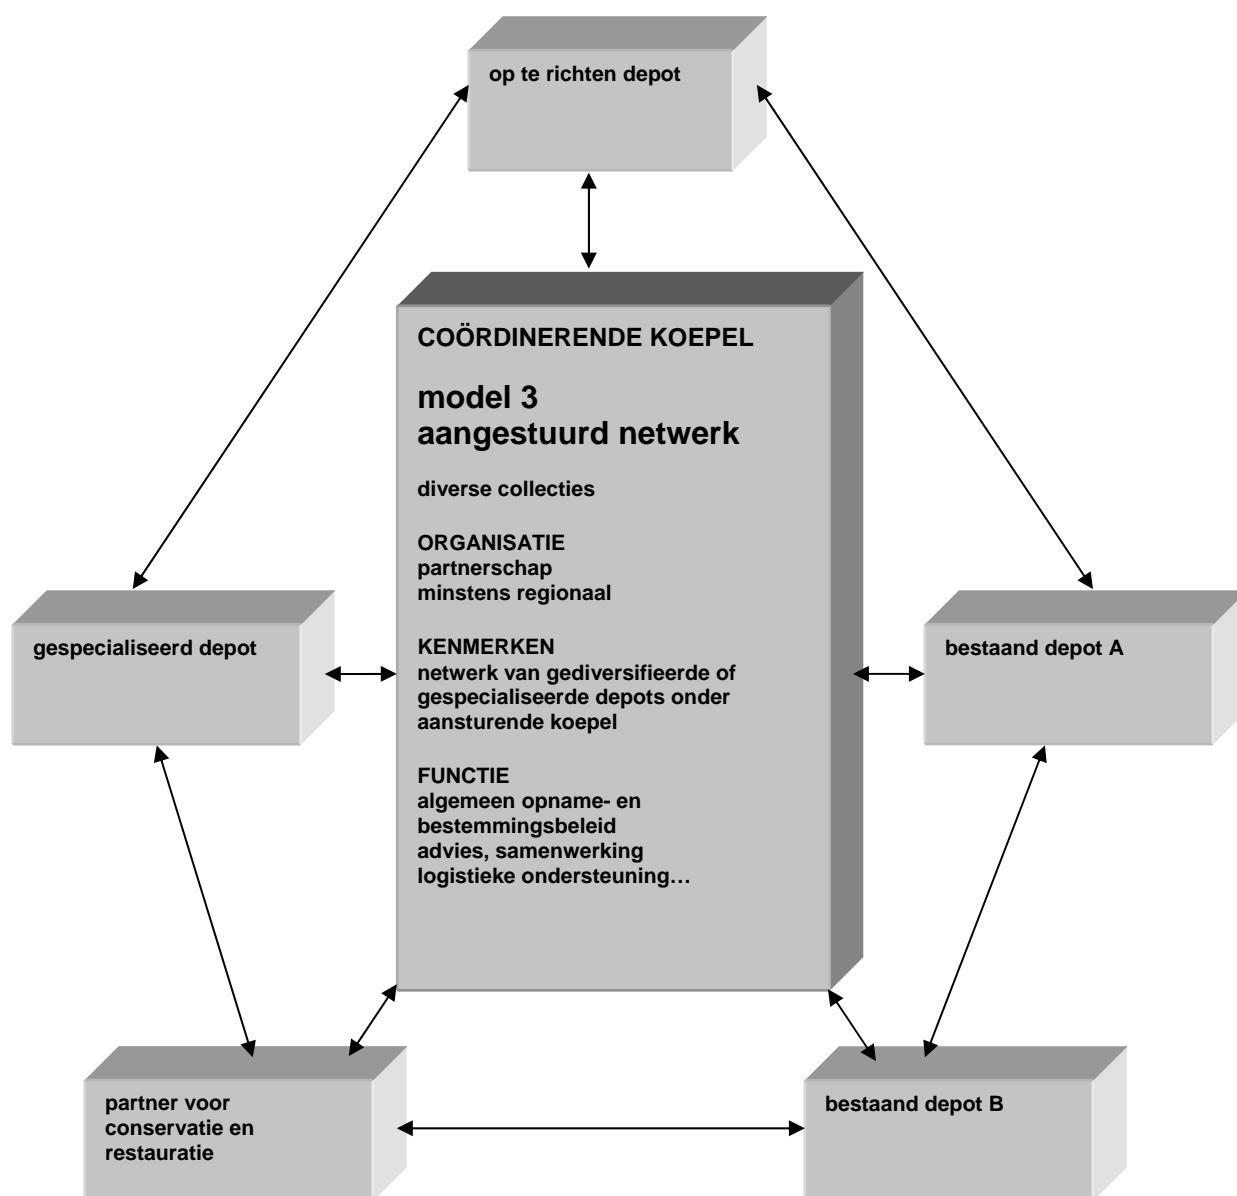 op te richten depot
COÖRDINERENDE KOEPEL
model 3
aangestuurd netwerk
diverse collecties
ORGANISATIE
partnerschap
minstens regionaal
KENMERKEN
netwerk van gediversifieerde of
gespecialiseerde depots onder
aansturende koepel
FUNCTIE
algemeen opname- en
bestemmingsbeleid
advies, samenwerking
logistieke ondersteuning…
gespecialiseerd depot
bestaand depot A
partner voor
conservatie en
restauratie
bestaand depot B